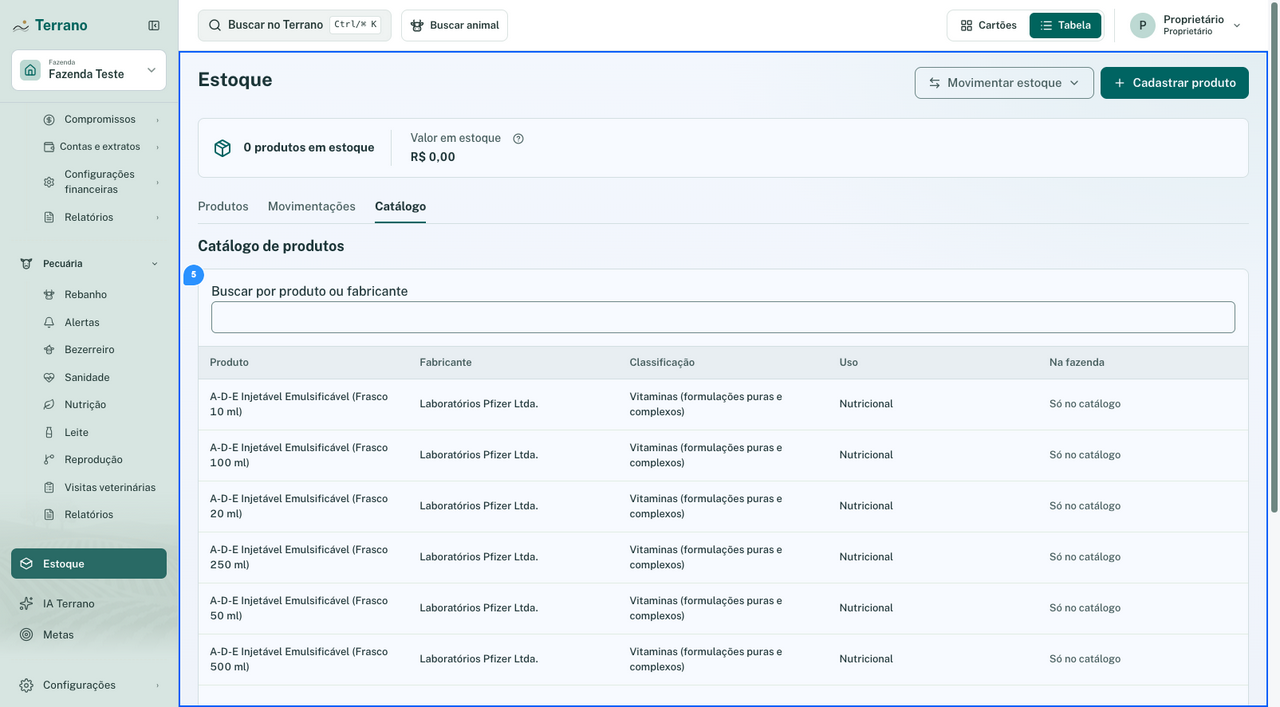 Terrano
Fazenda
Fazenda Teste
Compromissos
Contas e extratos
Configurações
financeiras
Relatórios
Pecuária
Rebanho
Alertas
Bezerreiro
Sanidade
Nutrição
Leite
Reprodução
Visitas veterinárias
Relatórios
Estoque
IA Terrano
Metas
Configurações
Buscar no Terrano Ctrl/⌘ K
Buscar animal
Cartões
Tabela
P
Proprietário
Proprietário
Estoque
Movimentar estoque
Cadastrar produto
0 produtos em estoque
Valor em estoque
R$ 0,00
Produtos Movimentações Catálogo
Catálogo de produtos
5
Buscar por produto ou fabricante
Produto Fabricante Classificação Uso Na fazenda
A-D-E Injetável Emulsificável (Frasco
10 ml)
Laboratórios Pfizer Ltda.
Vitaminas (formulações puras e
complexos)
Nutricional
Só no catálogo
A-D-E Injetável Emulsificável (Frasco
100 ml)
Laboratórios Pfizer Ltda.
Vitaminas (formulações puras e
complexos)
Nutricional
Só no catálogo
A-D-E Injetável Emulsificável (Frasco
20 ml)
Laboratórios Pfizer Ltda.
Vitaminas (formulações puras e
complexos)
Nutricional
Só no catálogo
A-D-E Injetável Emulsificável (Frasco
250 ml)
Laboratórios Pfizer Ltda.
Vitaminas (formulações puras e
complexos)
Nutricional
Só no catálogo
A-D-E Injetável Emulsificável (Frasco
50 ml)
Laboratórios Pfizer Ltda.
Vitaminas (formulações puras e
complexos)
Nutricional
Só no catálogo
A-D-E Injetável Emulsificável (Frasco
500 ml)
Laboratórios Pfizer Ltda.
Vitaminas (formulações puras e
complexos)
Nutricional
Só no catálogo